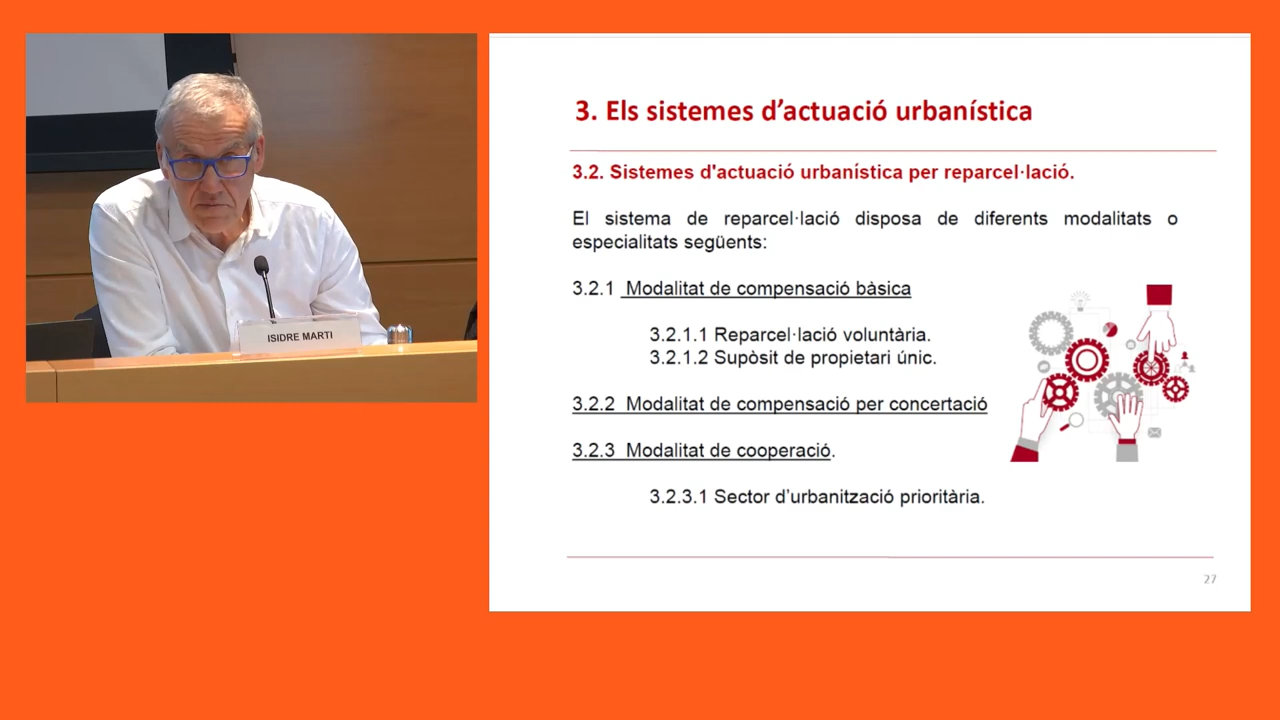 ISIDRE MARTI
3. Els sistemes d’actuació urbanística
3.2. Sistemes d'actuació urbanística per reparcel·lació.
El sistema de reparcel·lació disposa de diferents modalitats o
especialitats següents:
3.2.1 Modalitat de compensació bàsica
3.2.1.1 Reparcel·lació voluntària.
3.2.1.2 Supòsit de propietari únic.
3.2.2 Modalitat de compensació per concertació
3.2.3 Modalitat de cooperació.
3.2.3.1 Sector d’urbanització prioritària.
27